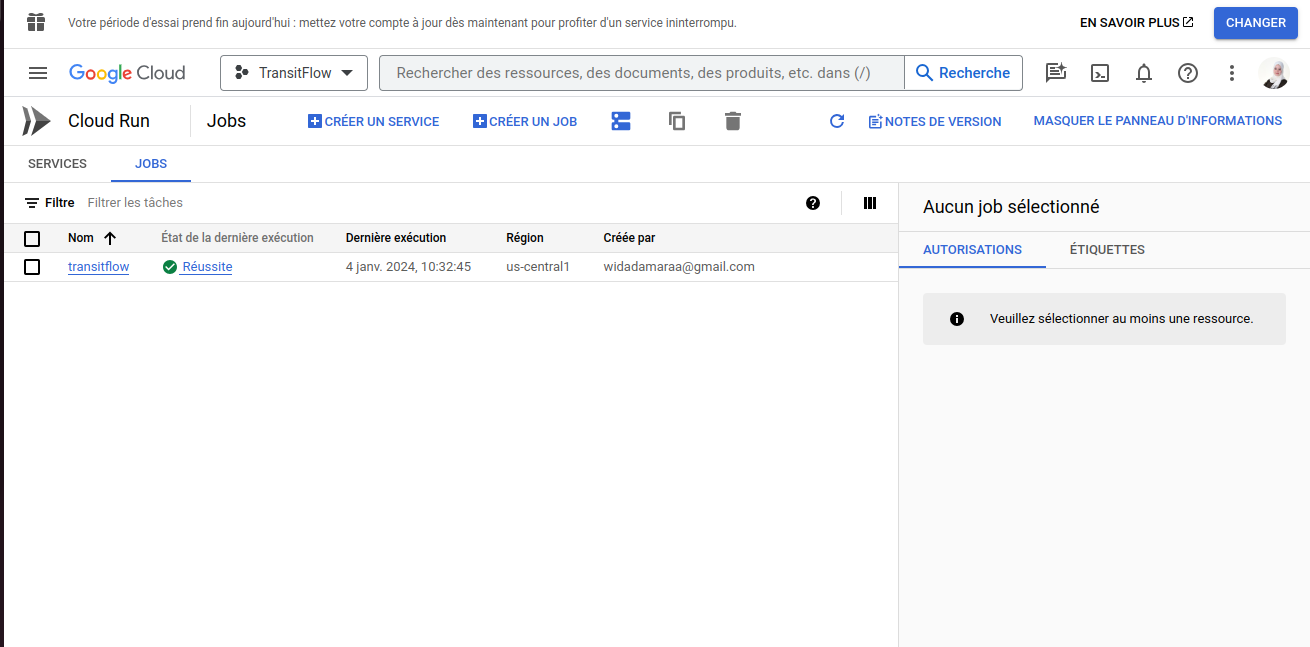 Votre période d'essai prend fin aujourd'hui : mettez votre compte à jour dès maintenant pour profiter d'un service ininterrompu.
EN SAVOIR PLUS
CHANGER
Google Cloud
TransitFlow
Rechercher des ressources, des documents, des produits, etc. dans (/)
Recherche
Cloud Run
Jobs
CRÉER UN SERVICE
CRÉER UN JOB
NOTES DE VERSION
MASQUER LE PANNEAU D'INFORMATIONS
SERVICES
JOBS
Filtre
Filtrer les tâches
Nom
État de la dernière exécution
Dernière exécution
Région
Créée par
transitflow
Réussite
4 janv. 2024, 10:32:45
us-central1
widadamaraa@gmail.com
Aucun job sélectionné
AUTORISATIONS
ÉTIQUETTES
Veuillez sélectionner au moins une ressource.